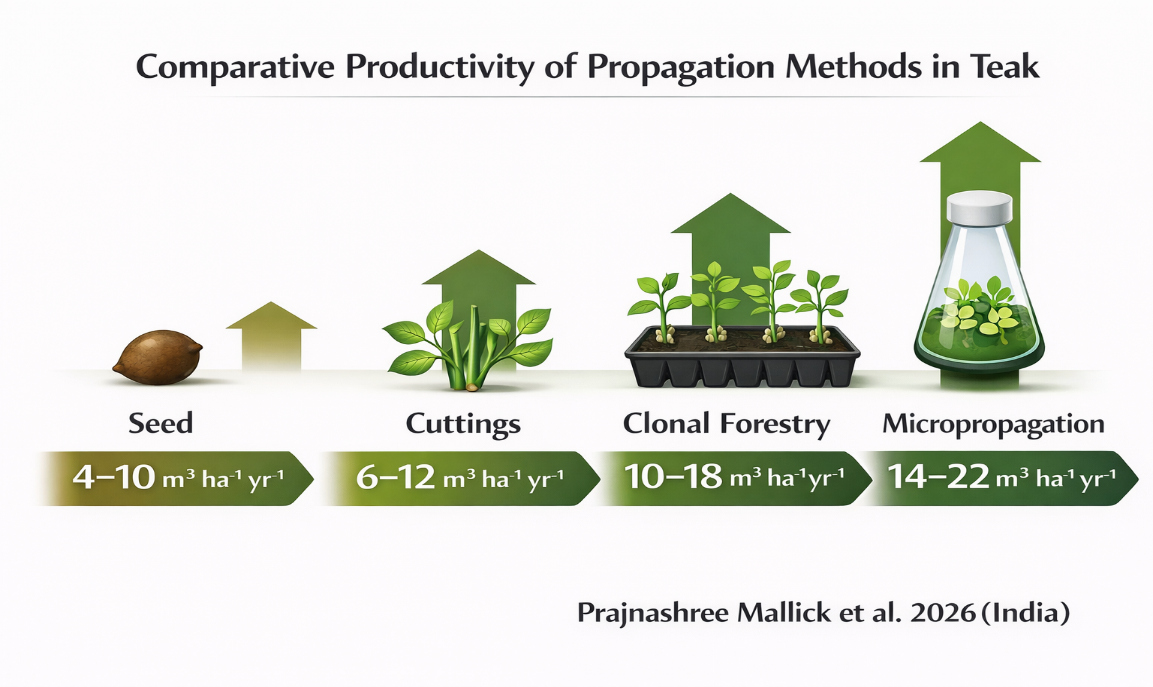 Comparative Productivity of Propagation Methods in Teak
Seed
Cuttings
Clonal Forestry
Micropropagation
4–10 m³ ha⁻¹ yr⁻¹
6–12 m³ ha⁻¹ yr⁻¹
10–18 m³ ha⁻¹yr⁻¹
14–22 m³ ha⁻¹ yr⁻¹
Prajnashree Mallick et al. 2026 (India)